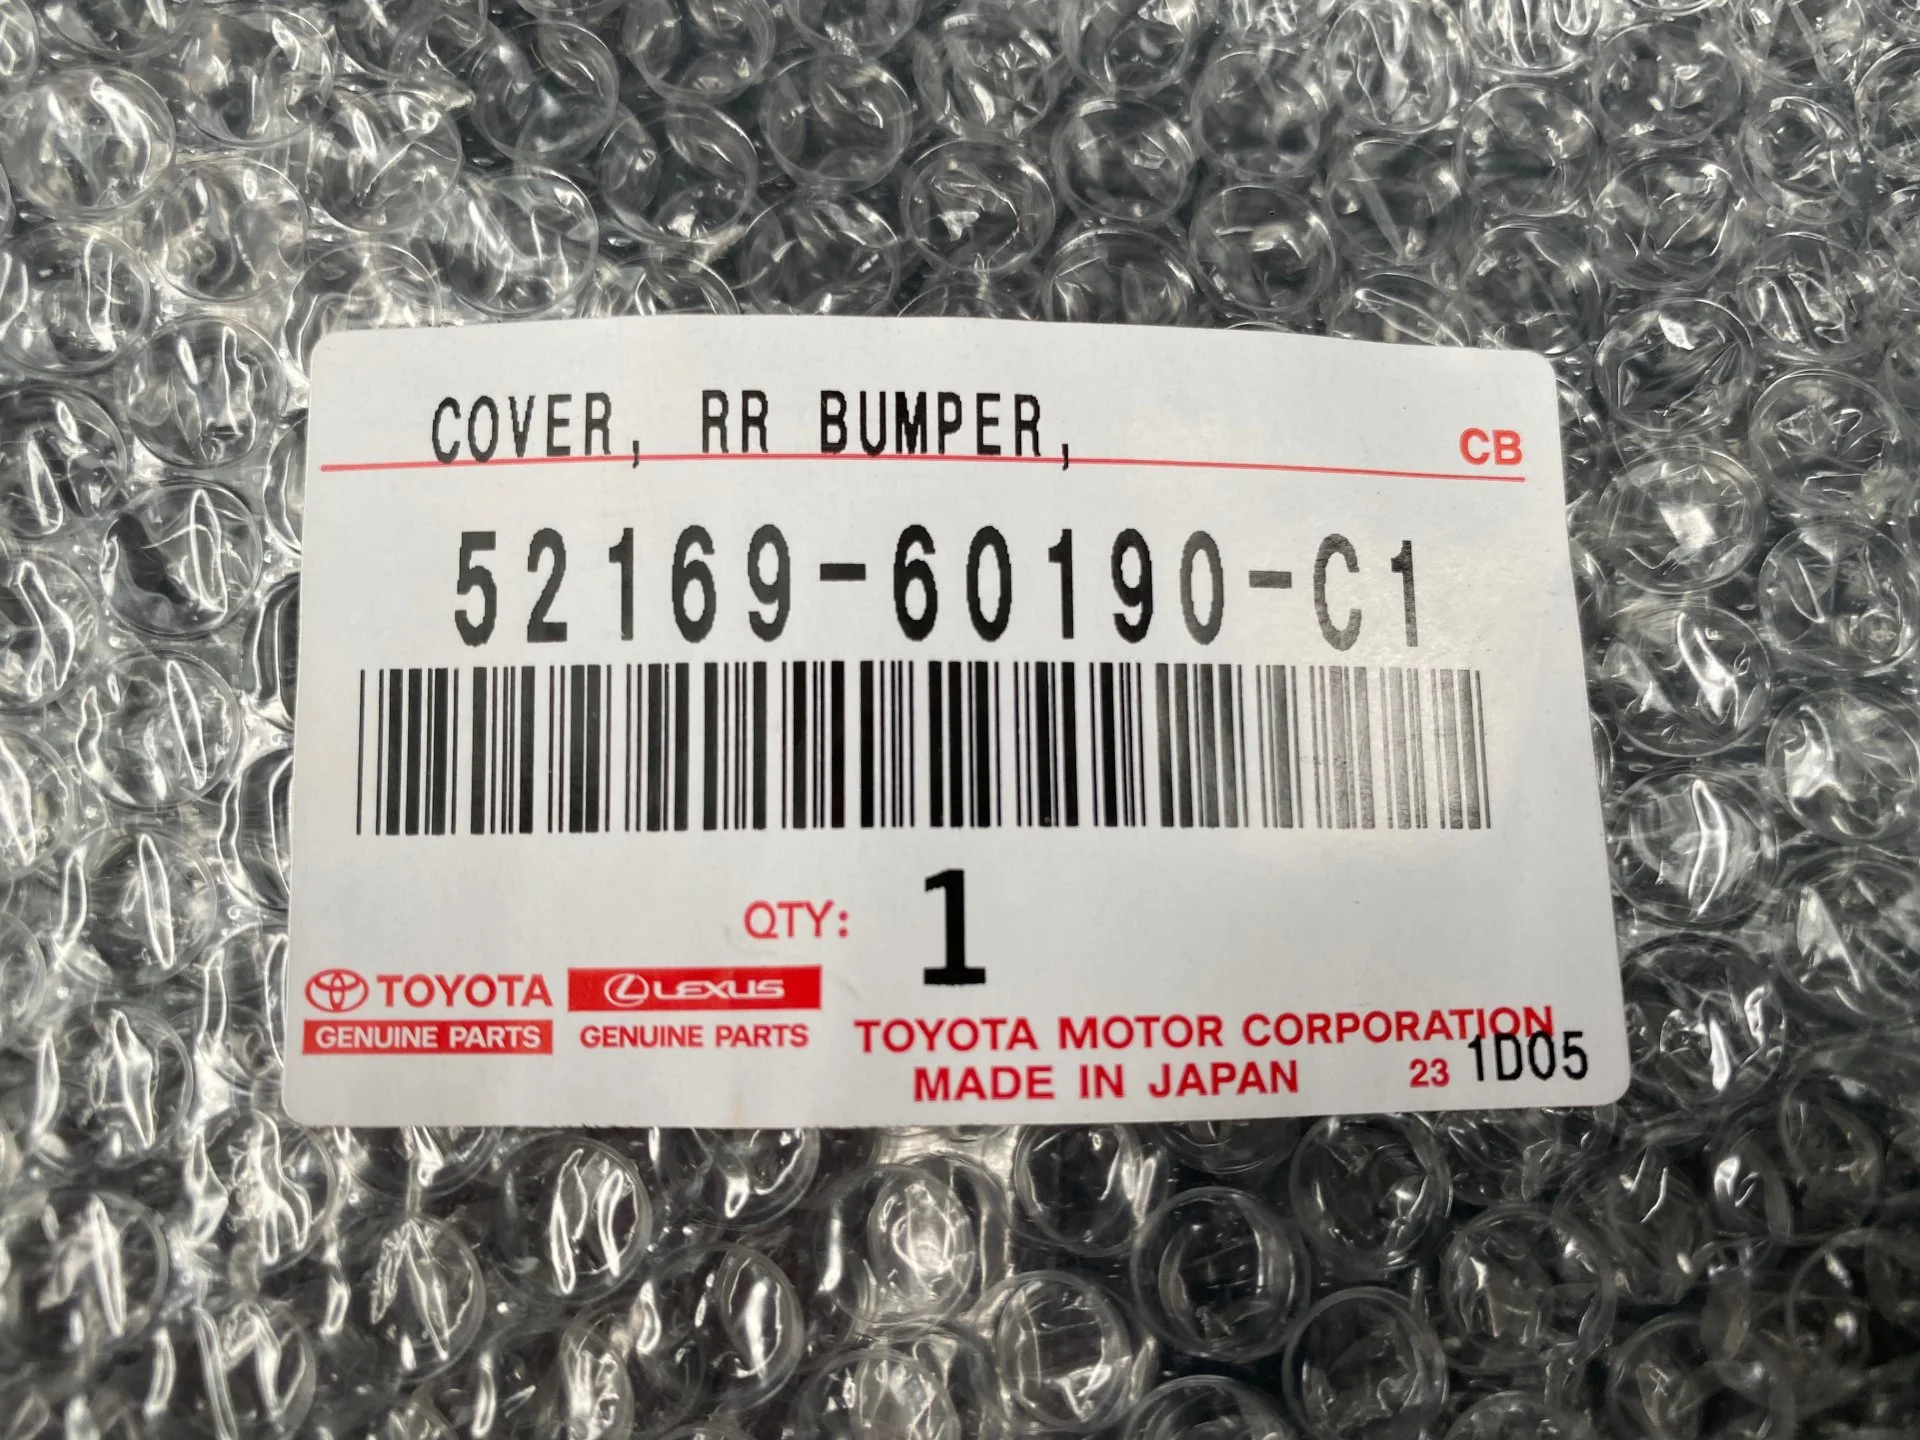 COVER, RR BUMPER,
CB
52169-60190-C1
QTY: 1
TOYOTA
GENUINE PARTS
LEXUS
GENUINE PARTS
TOYOTA MOTOR CORPORATION
MADE IN JAPAN
23 1D05